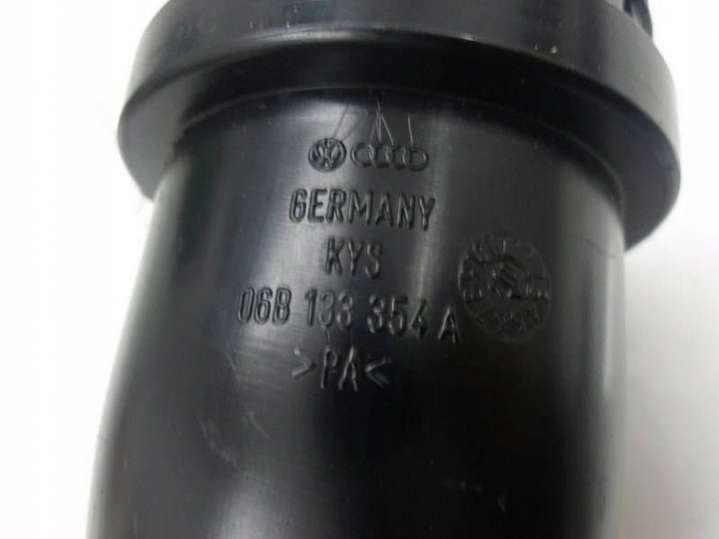 GERMANY
KYS
06B 133 354 A
>PA<